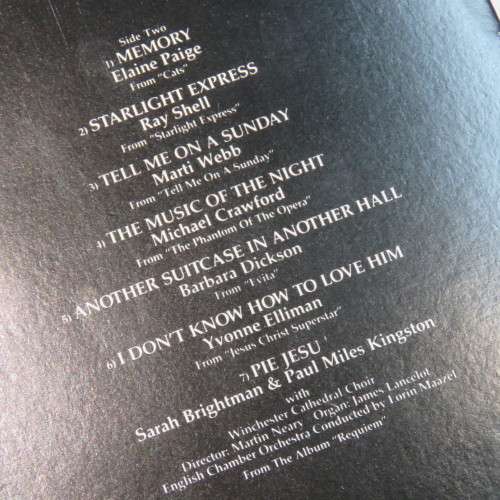 Side Two
1) MEMORY
Elaine Paige
From "Cats"
2) STARLIGHT EXPRESS
Ray Shell
From "Starlight Express"
3) TELL ME ON A SUNDAY
Marti Webb
From "Tell Me On A Sunday"
4) THE MUSIC OF THE NIGHT
Michael Crawford
From "The Phantom Of The Opera"
5) ANOTHER SUITCASE IN ANOTHER HALL
Barbara Dickson
From "Evita"
6) I DON'T KNOW HOW TO LOVE HIM
Yvonne Elliman
From "Jesus Christ Superstar"
7) PIE JESU
Sarah Brightman & Paul Miles Kingston
with
Winchester Cathedral Choir
Director: Martin Neary Organ: James Lancelot
English Chamber Orchestra Conducted by Lorin Maazel
From The Album "Requiem"